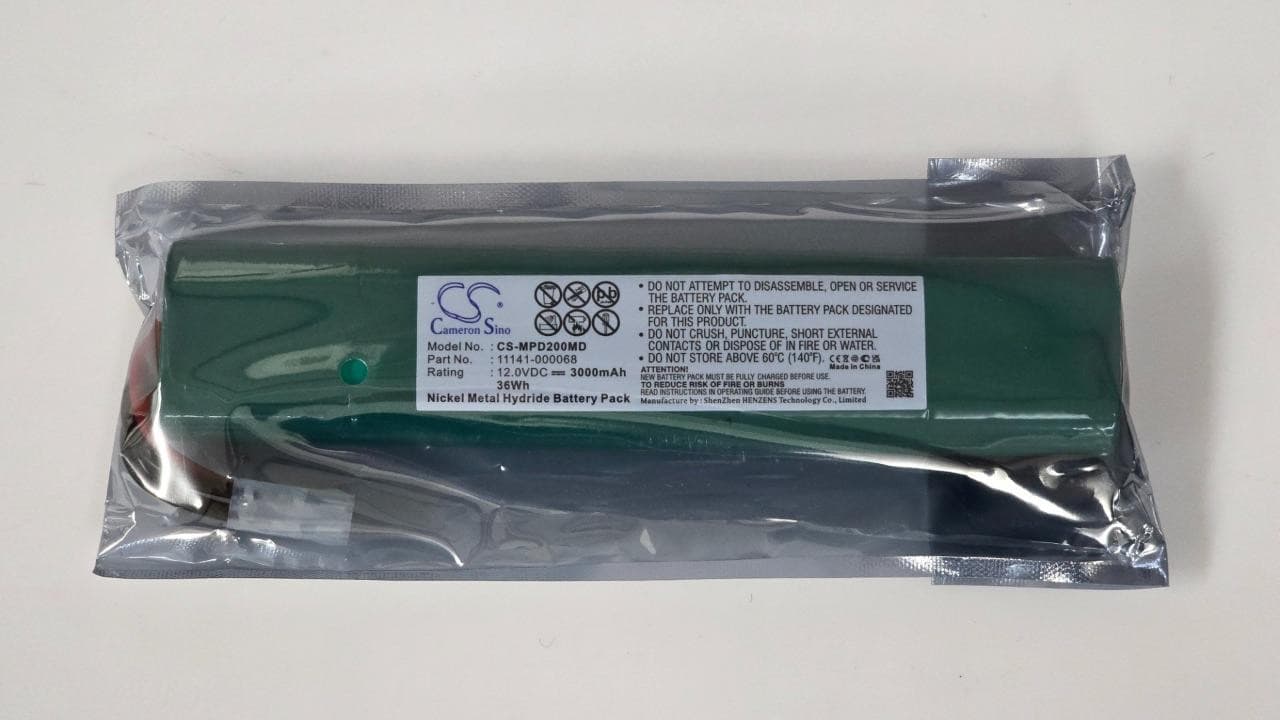 CS
Cameron Sino
Model No. : CS-MPD200MD
Part No. : 11141-000068
Rating : 12.0VDC ⎓ 3000mAh
36Wh
Nickel Metal Hydride Battery Pack
• DO NOT ATTEMPT TO DISASSEMBLE, OPEN OR SERVICE
THE BATTERY PACK.
• REPLACE ONLY WITH THE BATTERY PACK DESIGNATED
FOR THIS PRODUCT.
• DO NOT CRUSH, PUNCTURE, SHORT EXTERNAL
CONTACTS OR DISPOSE OF IN FIRE OR WATER.
• DO NOT STORE ABOVE 60°C (140°F).
CE
Made in China
ATTENTION!
NEW BATTERY PACK MUST BE FULLY CHARGED BEFORE USE.
TO REDUCE RISK OF FIRE OR BURNS
READ INSTRUCTIONS IN OPERATING GUIDE BEFORE USING THE BATTERY.
Manufacture by : ShenZhen HENZENS Technology Co., Limited